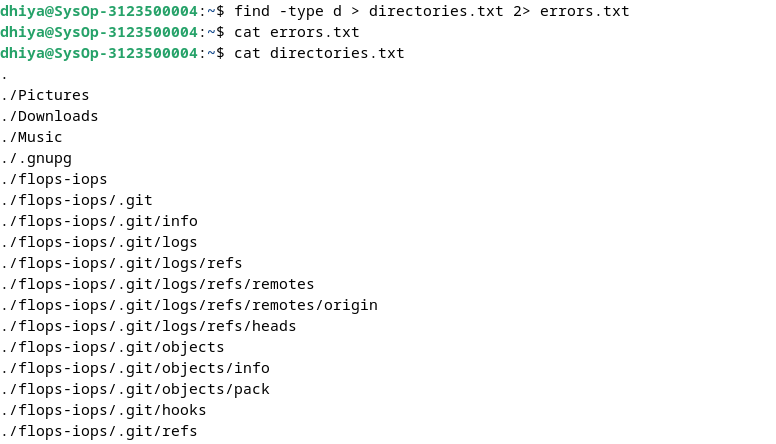 dhiya@SysOp-3123500004:~$ find -type d > directories.txt 2> errors.txt
dhiya@SysOp-3123500004:~$ cat errors.txt
dhiya@SysOp-3123500004:~$ cat directories.txt
.
./Pictures
./Downloads
./Music
./.gnupg
./flops-iops
./flops-iops/.git
./flops-iops/.git/info
./flops-iops/.git/logs
./flops-iops/.git/logs/refs
./flops-iops/.git/logs/refs/remotes
./flops-iops/.git/logs/refs/remotes/origin
./flops-iops/.git/logs/refs/heads
./flops-iops/.git/objects
./flops-iops/.git/objects/info
./flops-iops/.git/objects/pack
./flops-iops/.git/hooks
./flops-iops/.git/refs